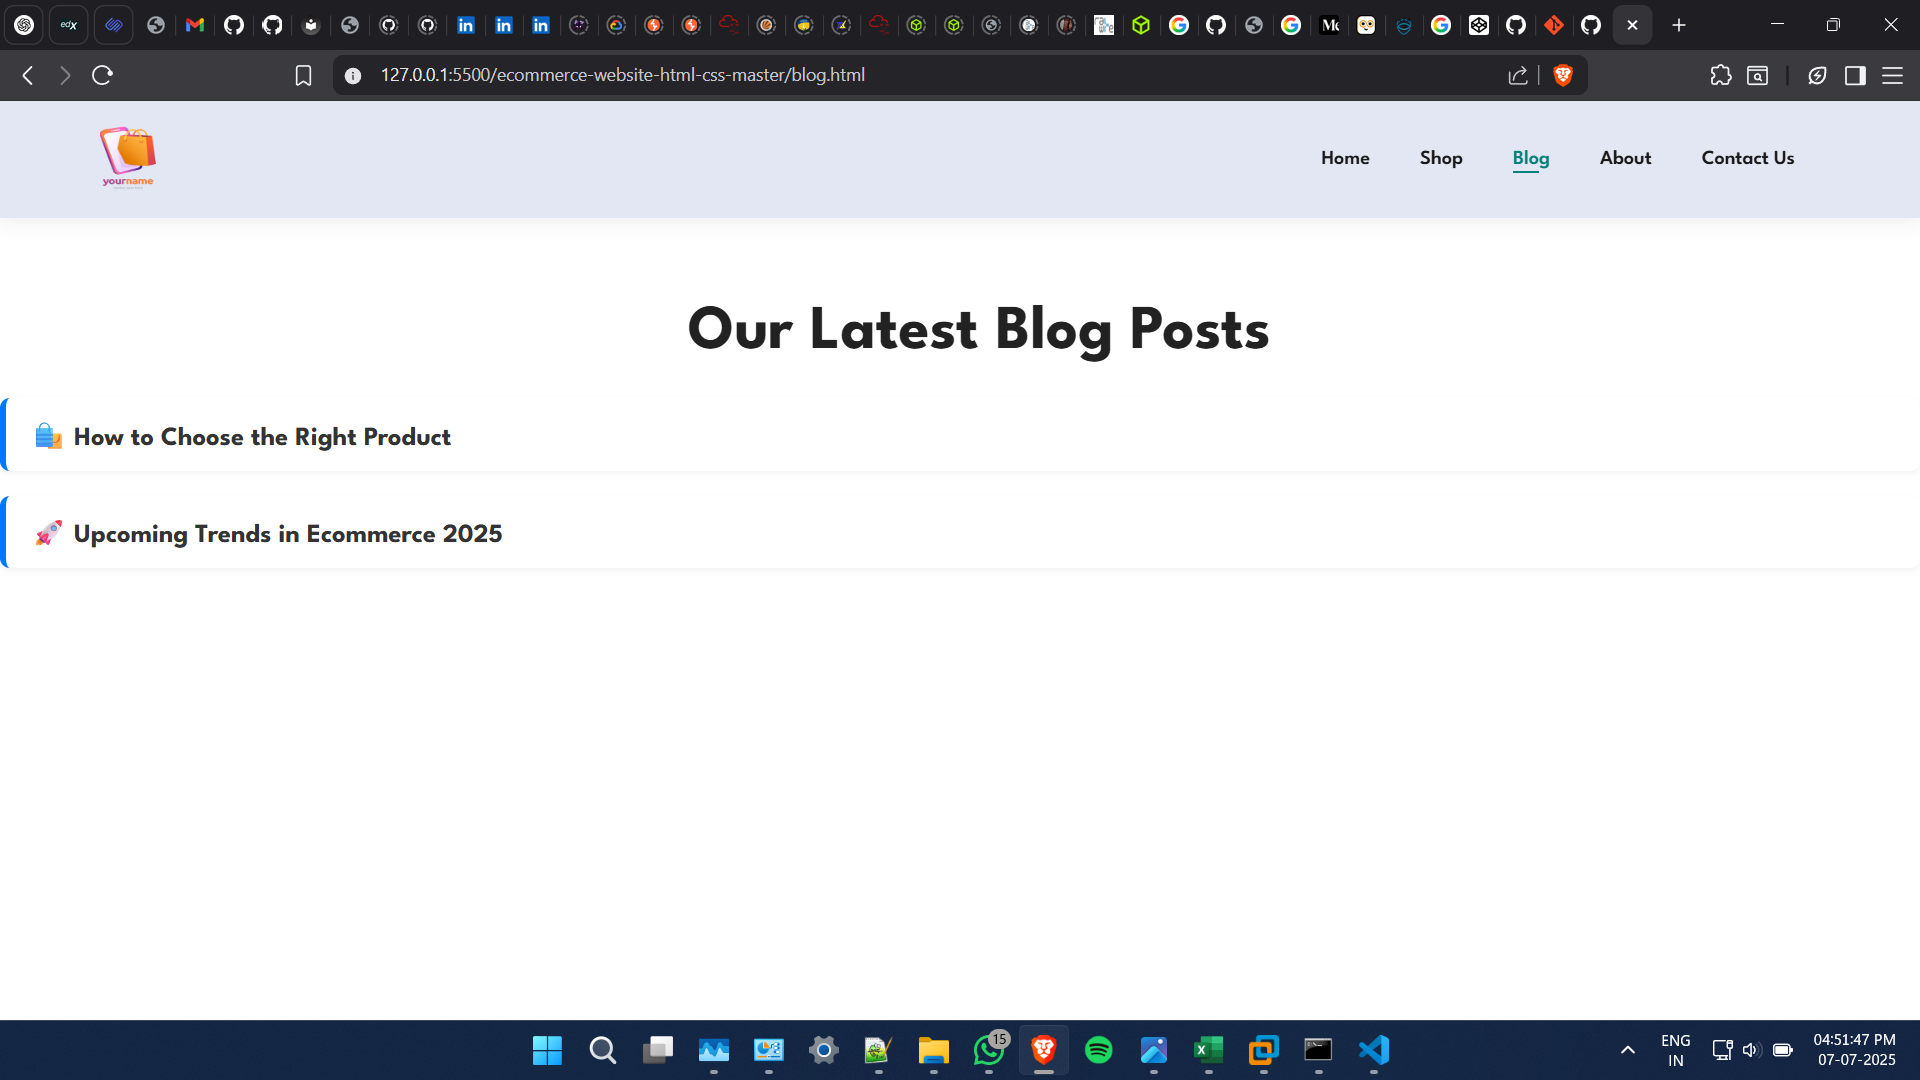 edX
Me
127.0.0.1:5500/ecommerce-website-html-css-master/blog.html
yourname
Home
Shop
Blog
About
Contact Us
Our Latest Blog Posts
How to Choose the Right Product
Upcoming Trends in Ecommerce 2025
15
ENG
IN
04:51:47 PM
07-07-2025